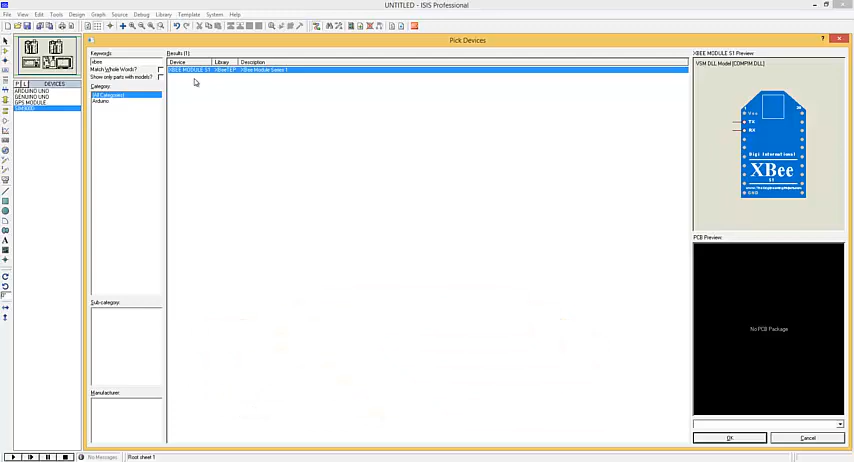 UNTITLED - ISIS Professional
File View Edit Tools Design Graph Source Debug Library Template System Help
Pick Devices
P L DEVICES
ARDUINO UNO
GENUINO UNO
GPS MODULE
SIM900D
Keywords:
xbee
Match Whole Words?
Show only parts with models?
Category:
(All Categories)
Arduino
Sub-category:
Manufacturer:
Results (1):
Device Library Description
XBEE MODULE S1 XBeeTEP XBee Module Series 1
XBEE MODULE S1 Preview
VSM DLL Model [COMPIM.DLL]
Vcc
TX
RX
Digi International
XBee
S1
GND
PCB Preview:
No PCB Package
OK Cancel
No Messages Root sheet 1